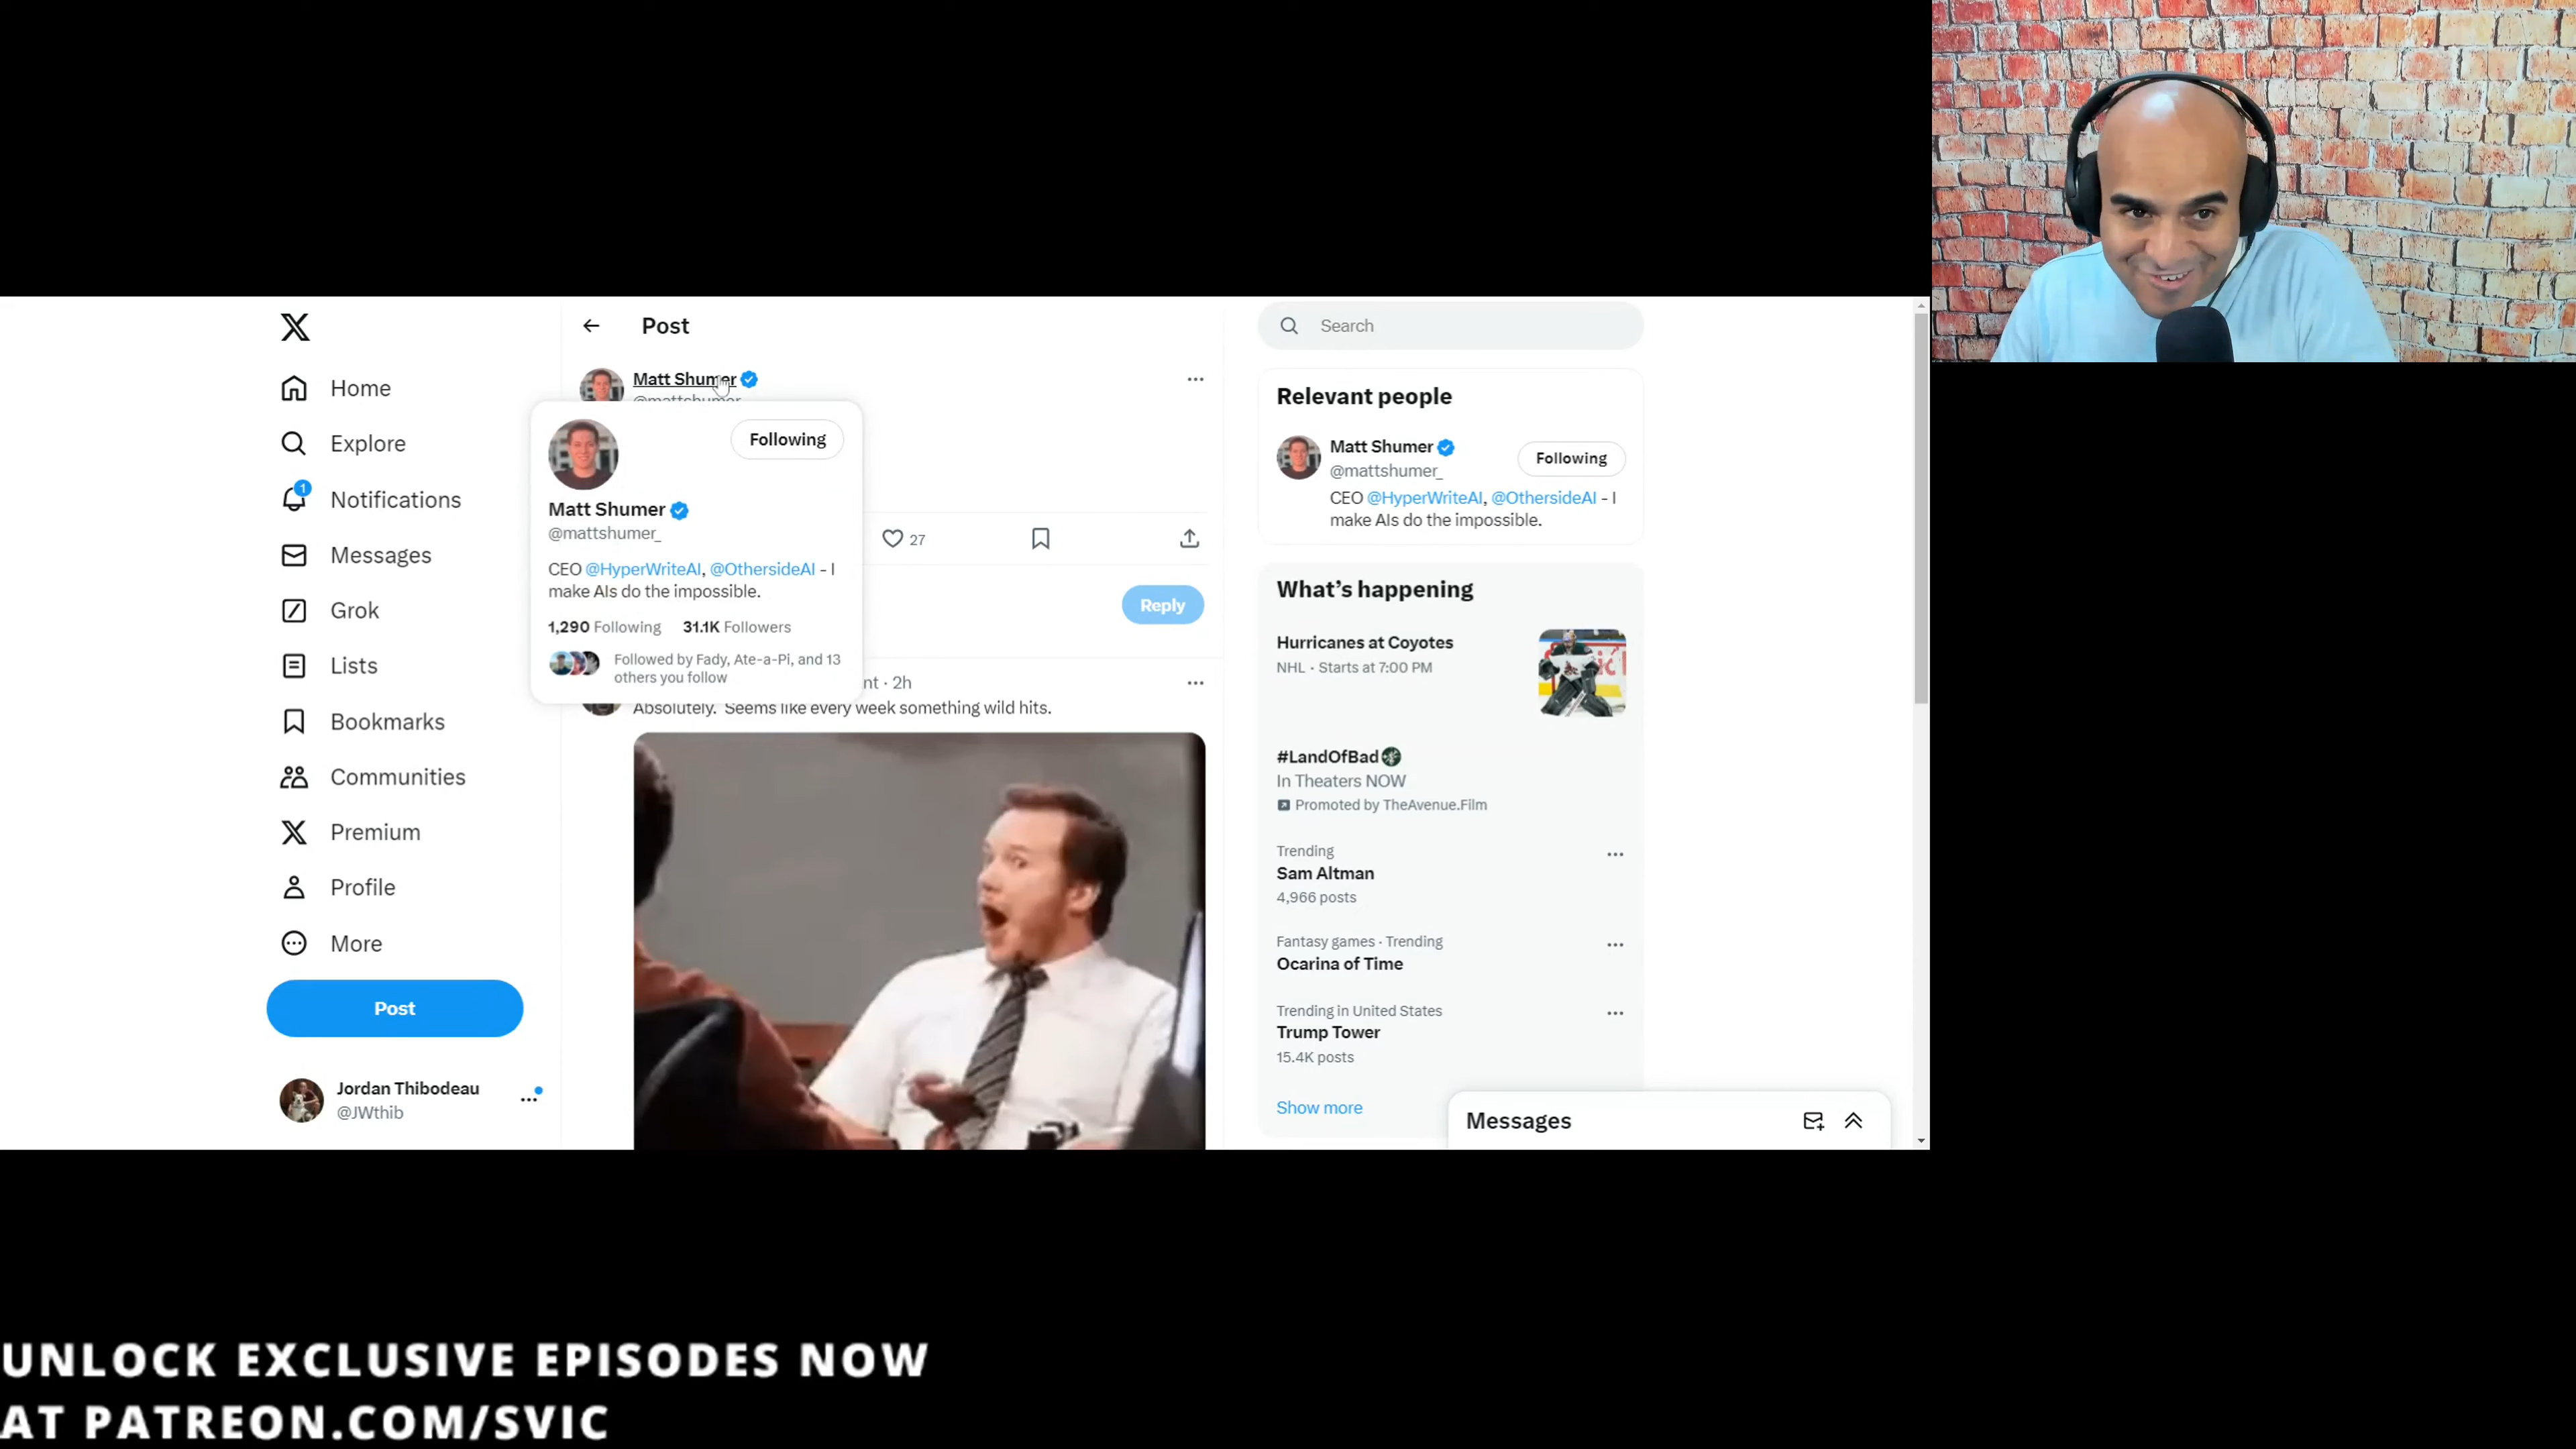 Post
Search
Matt Shumer
@mattshumer_
Following
Matt Shumer
@mattshumer_
CEO @HyperWriteAI, @OthersideAI - I
make AIs do the impossible.
1,290 Following 31.1K Followers
Followed by Fady, Ate-a-Pi, and 13
others you follow
27
Reply
nt · 2h
Absolutely. Seems like every week something wild hits.
Home
Explore
1
Notifications
Messages
Grok
Lists
Bookmarks
Communities
Premium
Profile
More
Post
Jordan Thibodeau
@JWthib
Relevant people
Matt Shumer
@mattshumer_
Following
CEO @HyperWriteAI, @OthersideAI - I
make AIs do the impossible.
What’s happening
Hurricanes at Coyotes
NHL · Starts at 7:00 PM
#LandOfBad
In Theaters NOW
Promoted by TheAvenue.Film
Trending
Sam Altman
4,966 posts
Fantasy games · Trending
Ocarina of Time
Trending in United States
Trump Tower
15.4K posts
Show more
Messages
UNLOCK EXCLUSIVE EPISODES NOW
AT PATREON.COM/SVIC